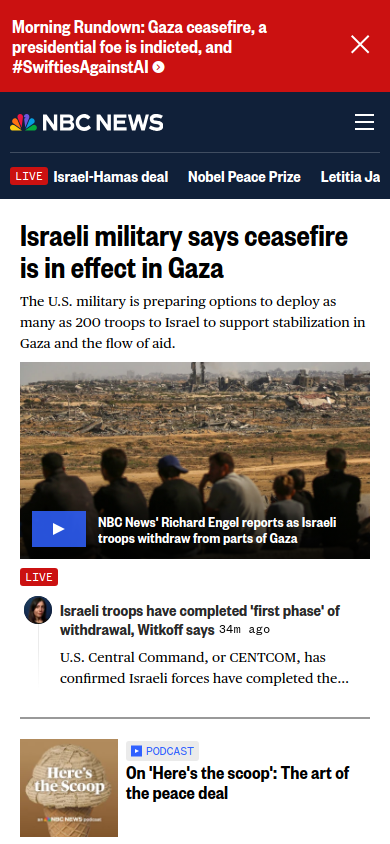 Morning Rundown: Gaza ceasefire, a
presidential foe is indicted, and
#SwiftiesAgainstAI
NBC NEWS
LIVE Israel-Hamas deal Nobel Peace Prize Letitia Ja
Israeli military says ceasefire
is in effect in Gaza
The U.S. military is preparing options to deploy as
many as 200 troops to Israel to support stabilization in
Gaza and the flow of aid.
NBC News' Richard Engel reports as Israeli
troops withdraw from parts of Gaza
LIVE
Israeli troops have completed 'first phase' of
withdrawal, Witkoff says 34m ago
U.S. Central Command, or CENTCOM, has
confirmed Israeli forces have completed the...
Here's
the Scoop
AN NBC NEWS podcast
PODCAST
On 'Here's the scoop': The art of
the peace deal